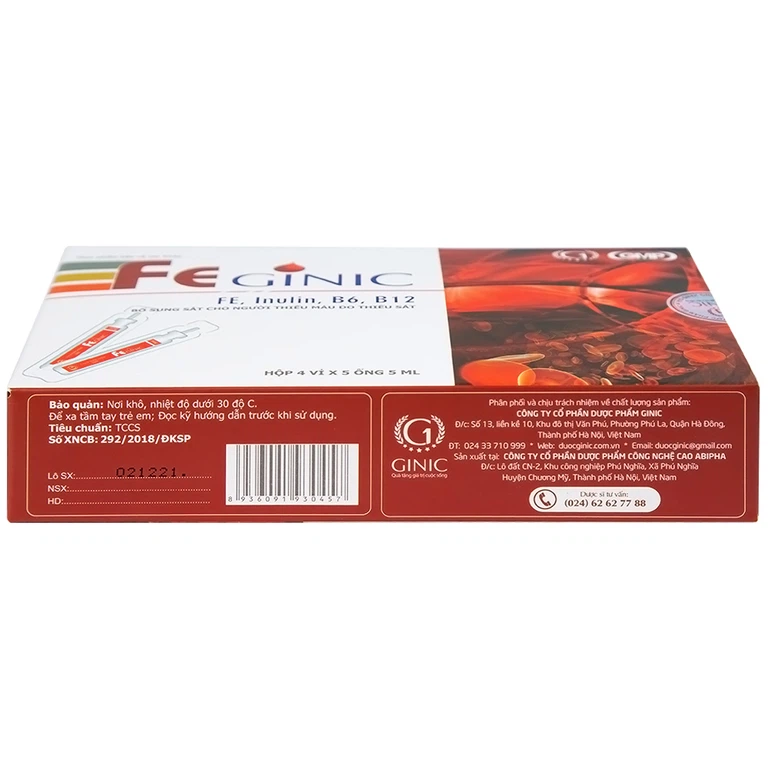 FEGINIC
FE, Inulin, B6, B12
BỔ SUNG SẮT CHO NGƯỜI THIẾU MÁU DO THIẾU SẮT
HỘP 4 VỈ X 5 ỐNG 5 ML
GMP
Bảo quản: Nơi khô, nhiệt độ dưới 30 độ C.
Để xa tầm tay trẻ em; Đọc kỹ hướng dẫn trước khi sử dụng.
Tiêu chuẩn: TCCS
Số XNCB: 292/2018/ĐKSP
Lô SX: 021221.
NSX:
HD:
8 936091 930457
GINIC
Quà tặng giá trị cuộc sống
Phân phối và chịu trách nhiệm về chất lượng sản phẩm:
CÔNG TY CỔ PHẦN DƯỢC PHẨM GINIC
Đ/c: Số 13, liền kề 10, Khu đô thị Văn Phú, Phường Phú La, Quận Hà Đông,
Thành phố Hà Nội, Việt Nam
ĐT: 024 33 710 999 * Web: duocginic.com.vn * Email: duocginic@gmail.com
Sản xuất tại: CÔNG TY CỔ PHẦN DƯỢC PHẨM CÔNG NGHỆ CAO ABIPHA
Đ/c: Lô đất CN-2, Khu công nghiệp Phú Nghĩa, Xã Phú Nghĩa
Huyện Chương Mỹ, Thành phố Hà Nội, Việt Nam
Dược sĩ tư vấn:
(024) 62 62 77 88